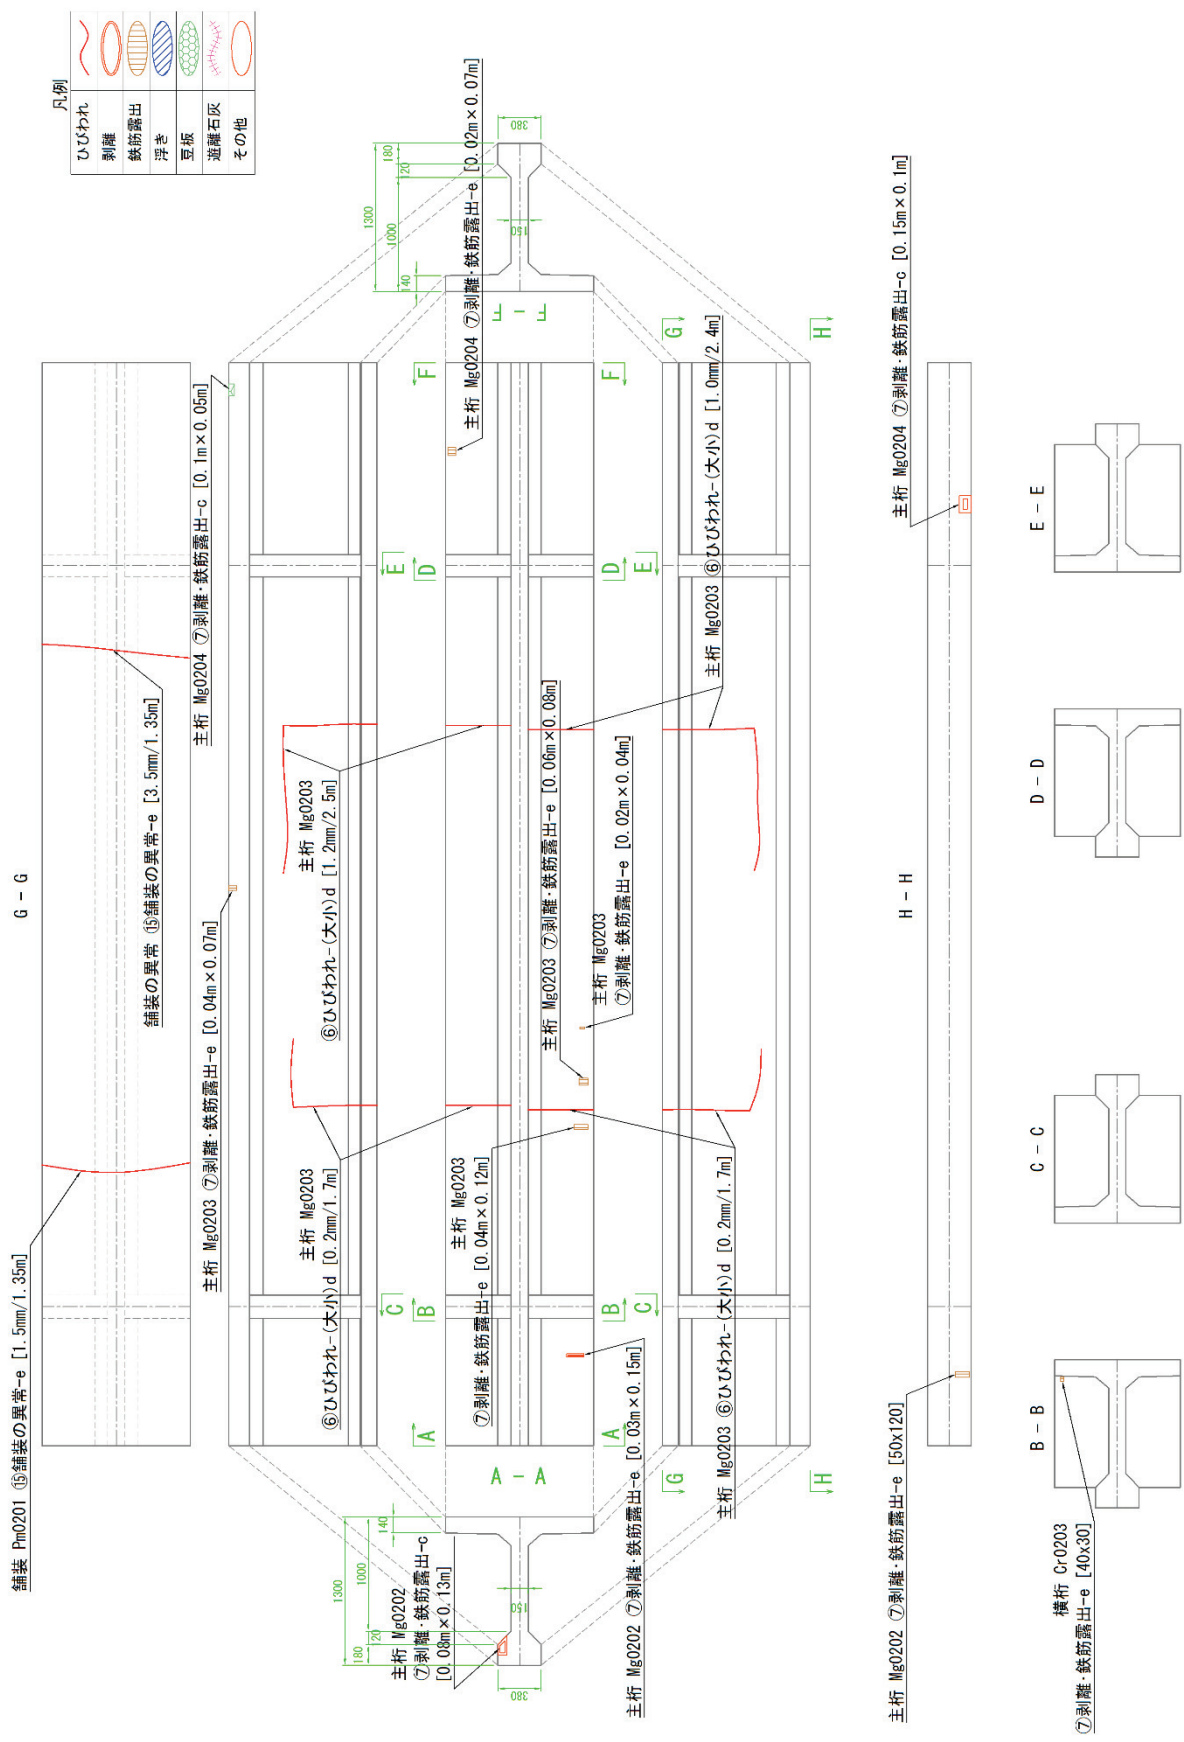 凡例
ひびわれ
剥離
鉄筋露出
浮き
豆板
遊離石灰
その他
G - G
舗装 Pm0201 ⑮舗装の異常-e [1.5mm/1.35m]
舗装の異常 ⑮舗装の異常-e [3.5mm/1.35m]
主桁 Mg0203 ⑦剥離・鉄筋露出-e [0.04m×0.07m]
主桁 Mg0204 ⑦剥離・鉄筋露出-c [0.1m×0.05m]
主桁 Mg0203
⑥ひびわれ-(大小)d [0.2mm/1.7m]
主桁 Mg0203
⑥ひびわれ-(大小)d [1.2mm/2.5m]
主桁 Mg0202
⑦剥離・鉄筋露出-c
[0.08m×0.13m]
主桁 Mg0203
⑦剥離・鉄筋露出-e [0.04m×0.12m]
主桁 Mg0204 ⑦剥離・鉄筋露出-e [0.02m×0.07m]
主桁 Mg0203 ⑦剥離・鉄筋露出-e [0.06m×0.08m]
主桁 Mg0203
⑦剥離・鉄筋露出-e [0.02m×0.04m]
主桁 Mg0202 ⑦剥離・鉄筋露出-e [0.03m×0.15m]
主桁 Mg0203 ⑥ひびわれ-(大小)d [0.2mm/1.7m]
主桁 Mg0203 ⑥ひびわれ-(大小)d [1.0mm/2.4m]
1300
180
120
1000
140
380
150
A - A
1300
140
1000
120
180
380
150
F - F
C
E
A
B
D
F
A
B
D
F
C
E
G
G
H
H
H - H
主桁 Mg0202 ⑦剥離・鉄筋露出-e [50x120]
主桁 Mg0204 ⑦剥離・鉄筋露出-c [0.15m×0.1m]
B - B
C - C
D - D
E - E
横桁 Cr0203
⑦剥離・鉄筋露出-e [40x30]